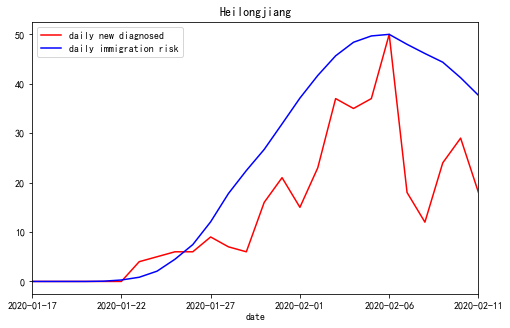 Heilongjiang
daily new diagnosed
daily immigration risk
50
40
30
20
10
0
2020-01-17 2020-01-22 2020-01-27 2020-02-01 2020-02-06 2020-02-11
date